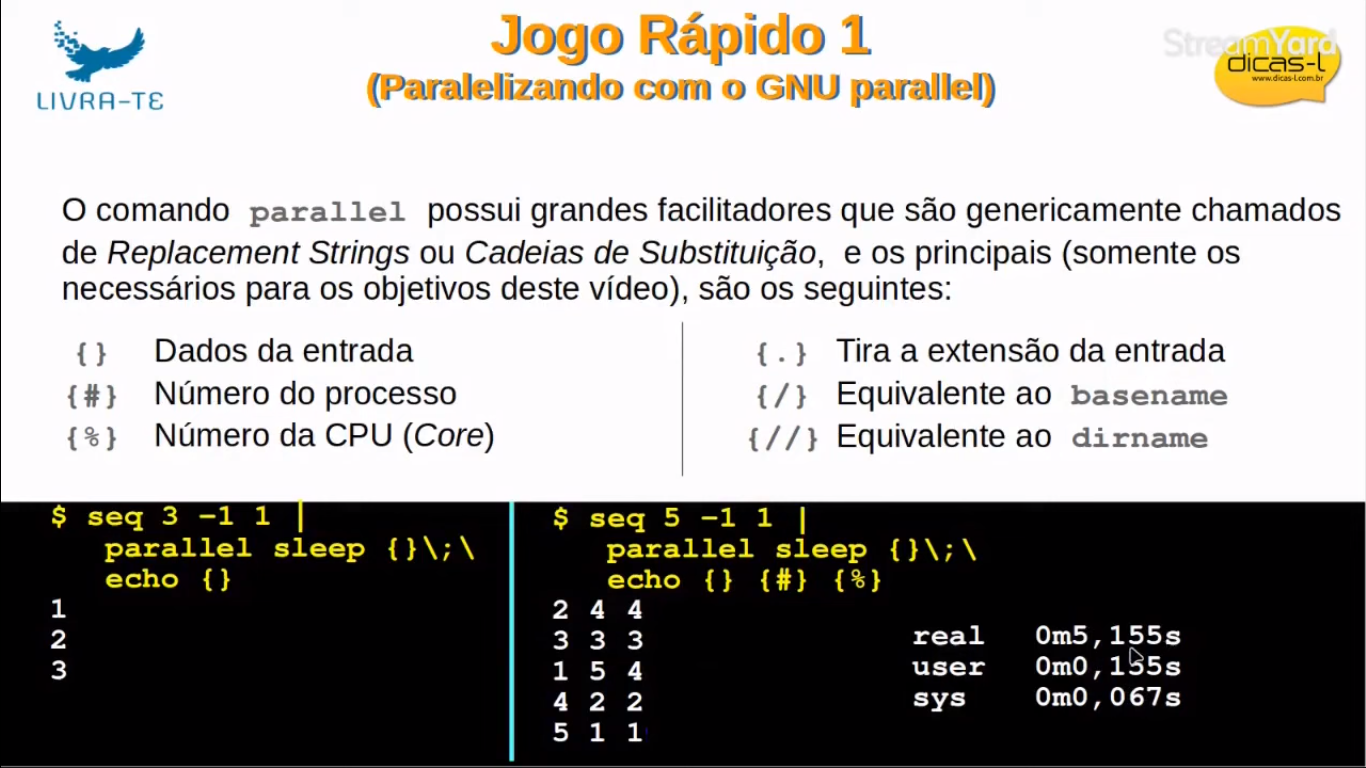 Jogo Rápido 1
(Paralelizando com o GNU parallel)
LIVRA-TE
StreamYard
dicas-l
www.dicas-l.com.br
O comando parallel possui grandes facilitadores que são genericamente chamados
de Replacement Strings ou Cadeias de Substituição, e os principais (somente os
necessários para os objetivos deste vídeo), são os seguintes:
{} Dados da entrada
{#} Número do processo
{%} Número da CPU (Core)
{.} Tira a extensão da entrada
{/} Equivalente ao basename
{//} Equivalente ao dirname
$ seq 3 –1 1 |
parallel sleep {}\;\
echo {}
1
2
3
$ seq 5 –1 1 |
parallel sleep {}\;\
echo {} {#} {%}
2 4 4
3 3 3
1 5 4
4 2 2
5 1 1
real 0m5,155s
user 0m0,155s
sys 0m0,067s